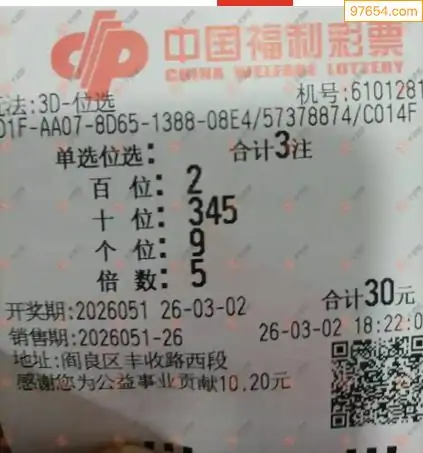 97654.com
中国福利彩票
CHINA WELFARE LOTTERY
法:3D-位选 机号:6101281
01F-AA07-8D65-1388-08E4/57378874/C014F
单选位选: 合计3注
百 位: 2
十 位: 345
个 位: 9
倍 数: 5
开奖期:2026051 26-03-02 合计30元
销售期:2026051-26 26-03-02 18:22:0
地址:阎良区丰收路西段
感谢您为公益事业贡献10.20元